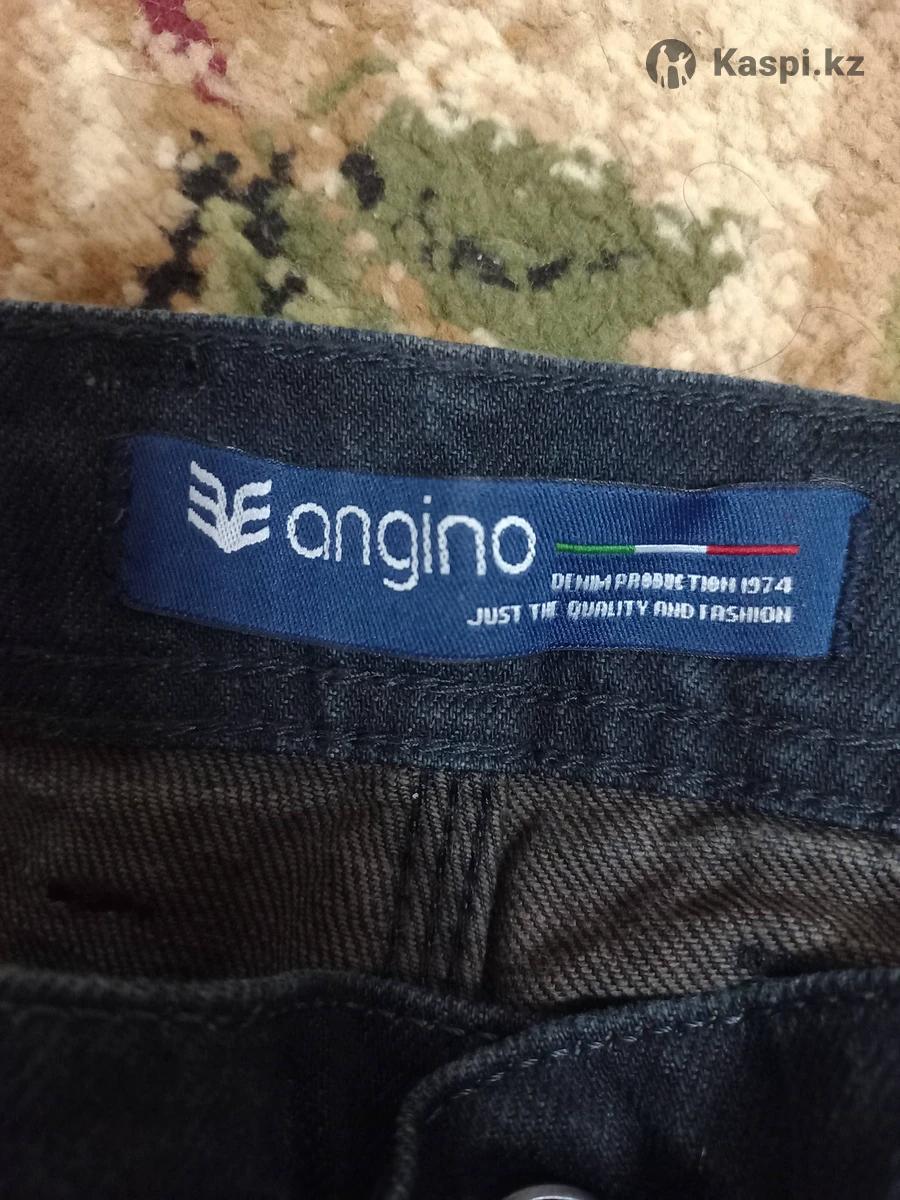 Kaspi.kz
angino
DENIM PRODUCTION 1974
JUST THE QUALITY AND FASHION